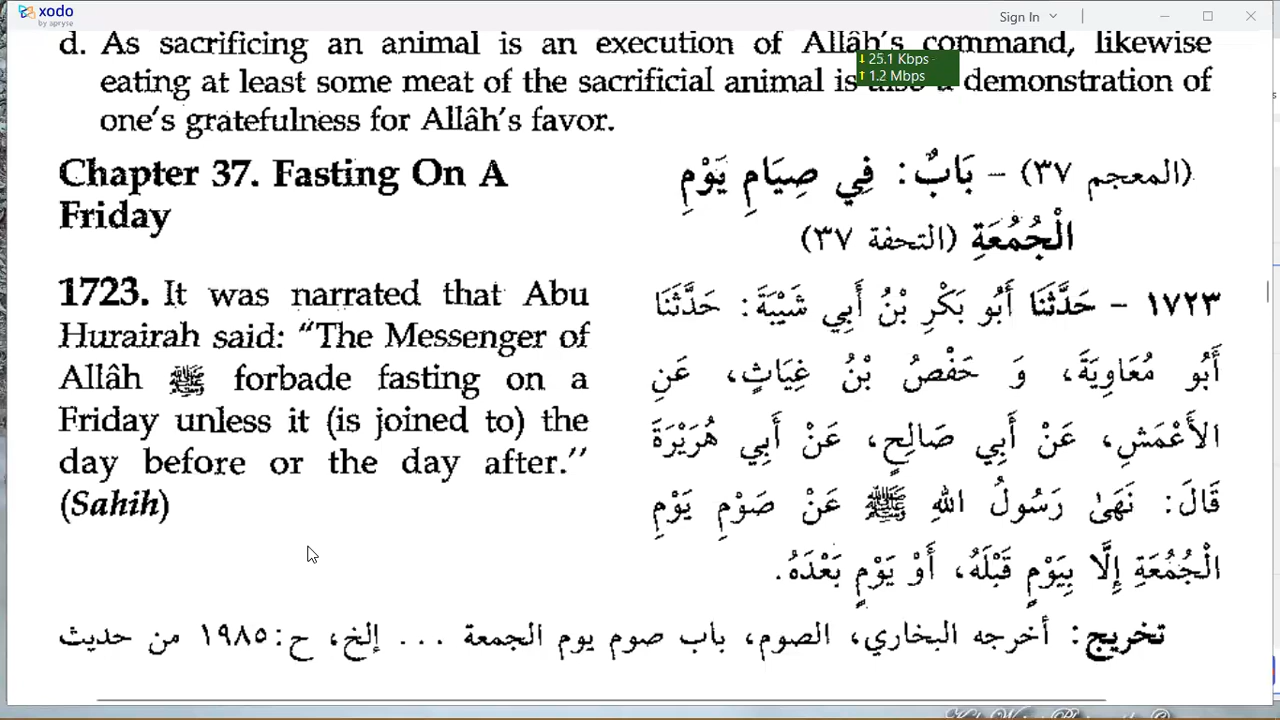 xodo
by apryse
Sign In
d. As sacrificing an animal is an execution of Allâh's command, likewise
eating at least some meat of the sacrificial animal is also a demonstration of
one's gratefulness for Allâh's favor.
↓ 25.1 Kbps
↑ 1.2 Mbps
Chapter 37. Fasting On A
Friday
(المعجم ٣٧) - بَابٌ: فِي صِيَامِ يَوْمِ
الْجُمُعَةِ (التحفة ٣٧)
1723. It was narrated that Abu
Hurairah said: "The Messenger of
Allâh ﷺ forbade fasting on a
Friday unless it (is joined to) the
day before or the day after."
(Sahih)
١٧٢٣ - حَدَّثَنَا أَبُو بَكْرِ بْنُ أَبِي شَيْبَةَ: حَدَّثَنَا
أَبُو مُعَاوِيَةَ، وَ حَفْصُ بْنُ غِيَاثٍ، عَنِ
الأَعْمَشِ، عَنْ أَبِي صَالِحٍ، عَنْ أَبِي هُرَيْرَةَ
قَالَ: نَهَىٰ رَسُولُ اللهِ ﷺ عَنْ صَوْمِ يَوْمِ
الْجُمُعَةِ إِلَّا بِيَوْمٍ قَبْلَهُ، أَوْ يَوْمٍ بَعْدَهُ.
تخريج: أخرجه البخاري، الصوم، باب صوم يوم الجمعة ... إلخ، ح:١٩٨٥ من حديث